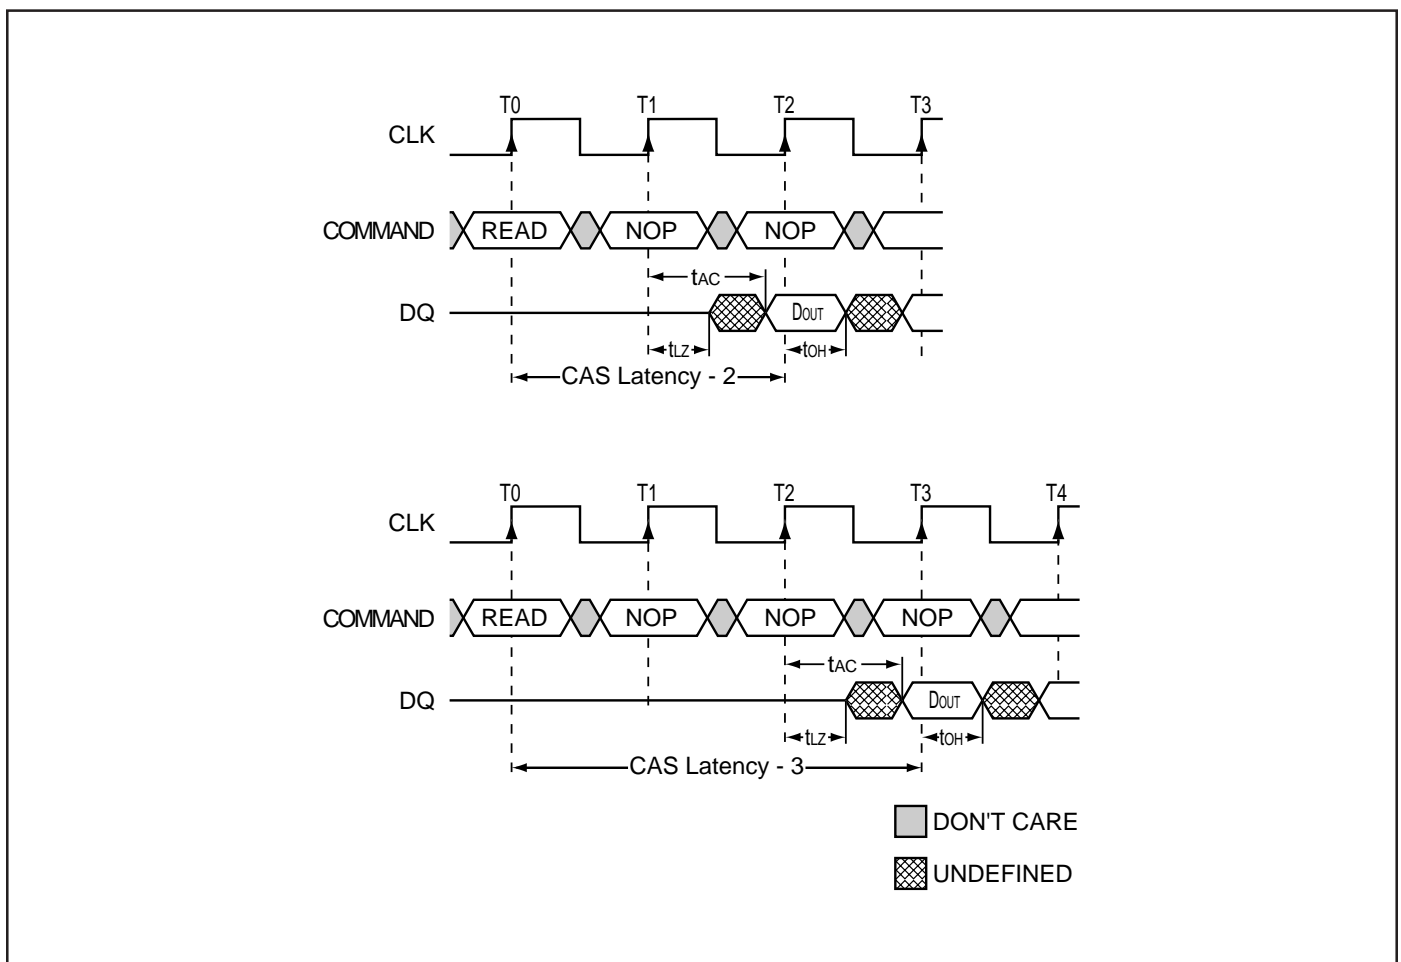 T0 T1 T2 T3
CLK
COMMAND READ NOP NOP
tAC
DQ DOUT
tLZ tOH
CAS Latency - 2
T0 T1 T2 T3 T4
CLK
COMMAND READ NOP NOP NOP
tAC
DQ DOUT
tLZ tOH
CAS Latency - 3
DON'T CARE
UNDEFINED